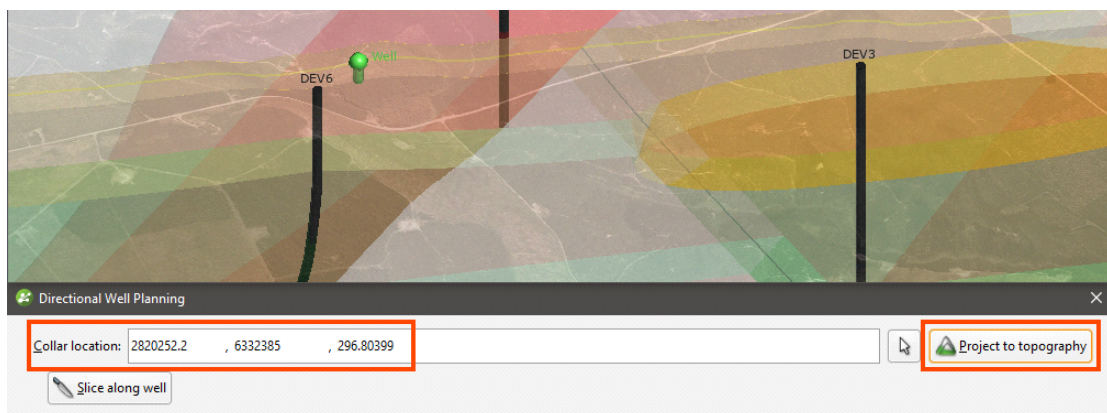 Well
DEV6
DEV3
Directional Well Planning
Collar location: 2820252.2 , 6332385 , 296.80399
Project to topography
Slice along well